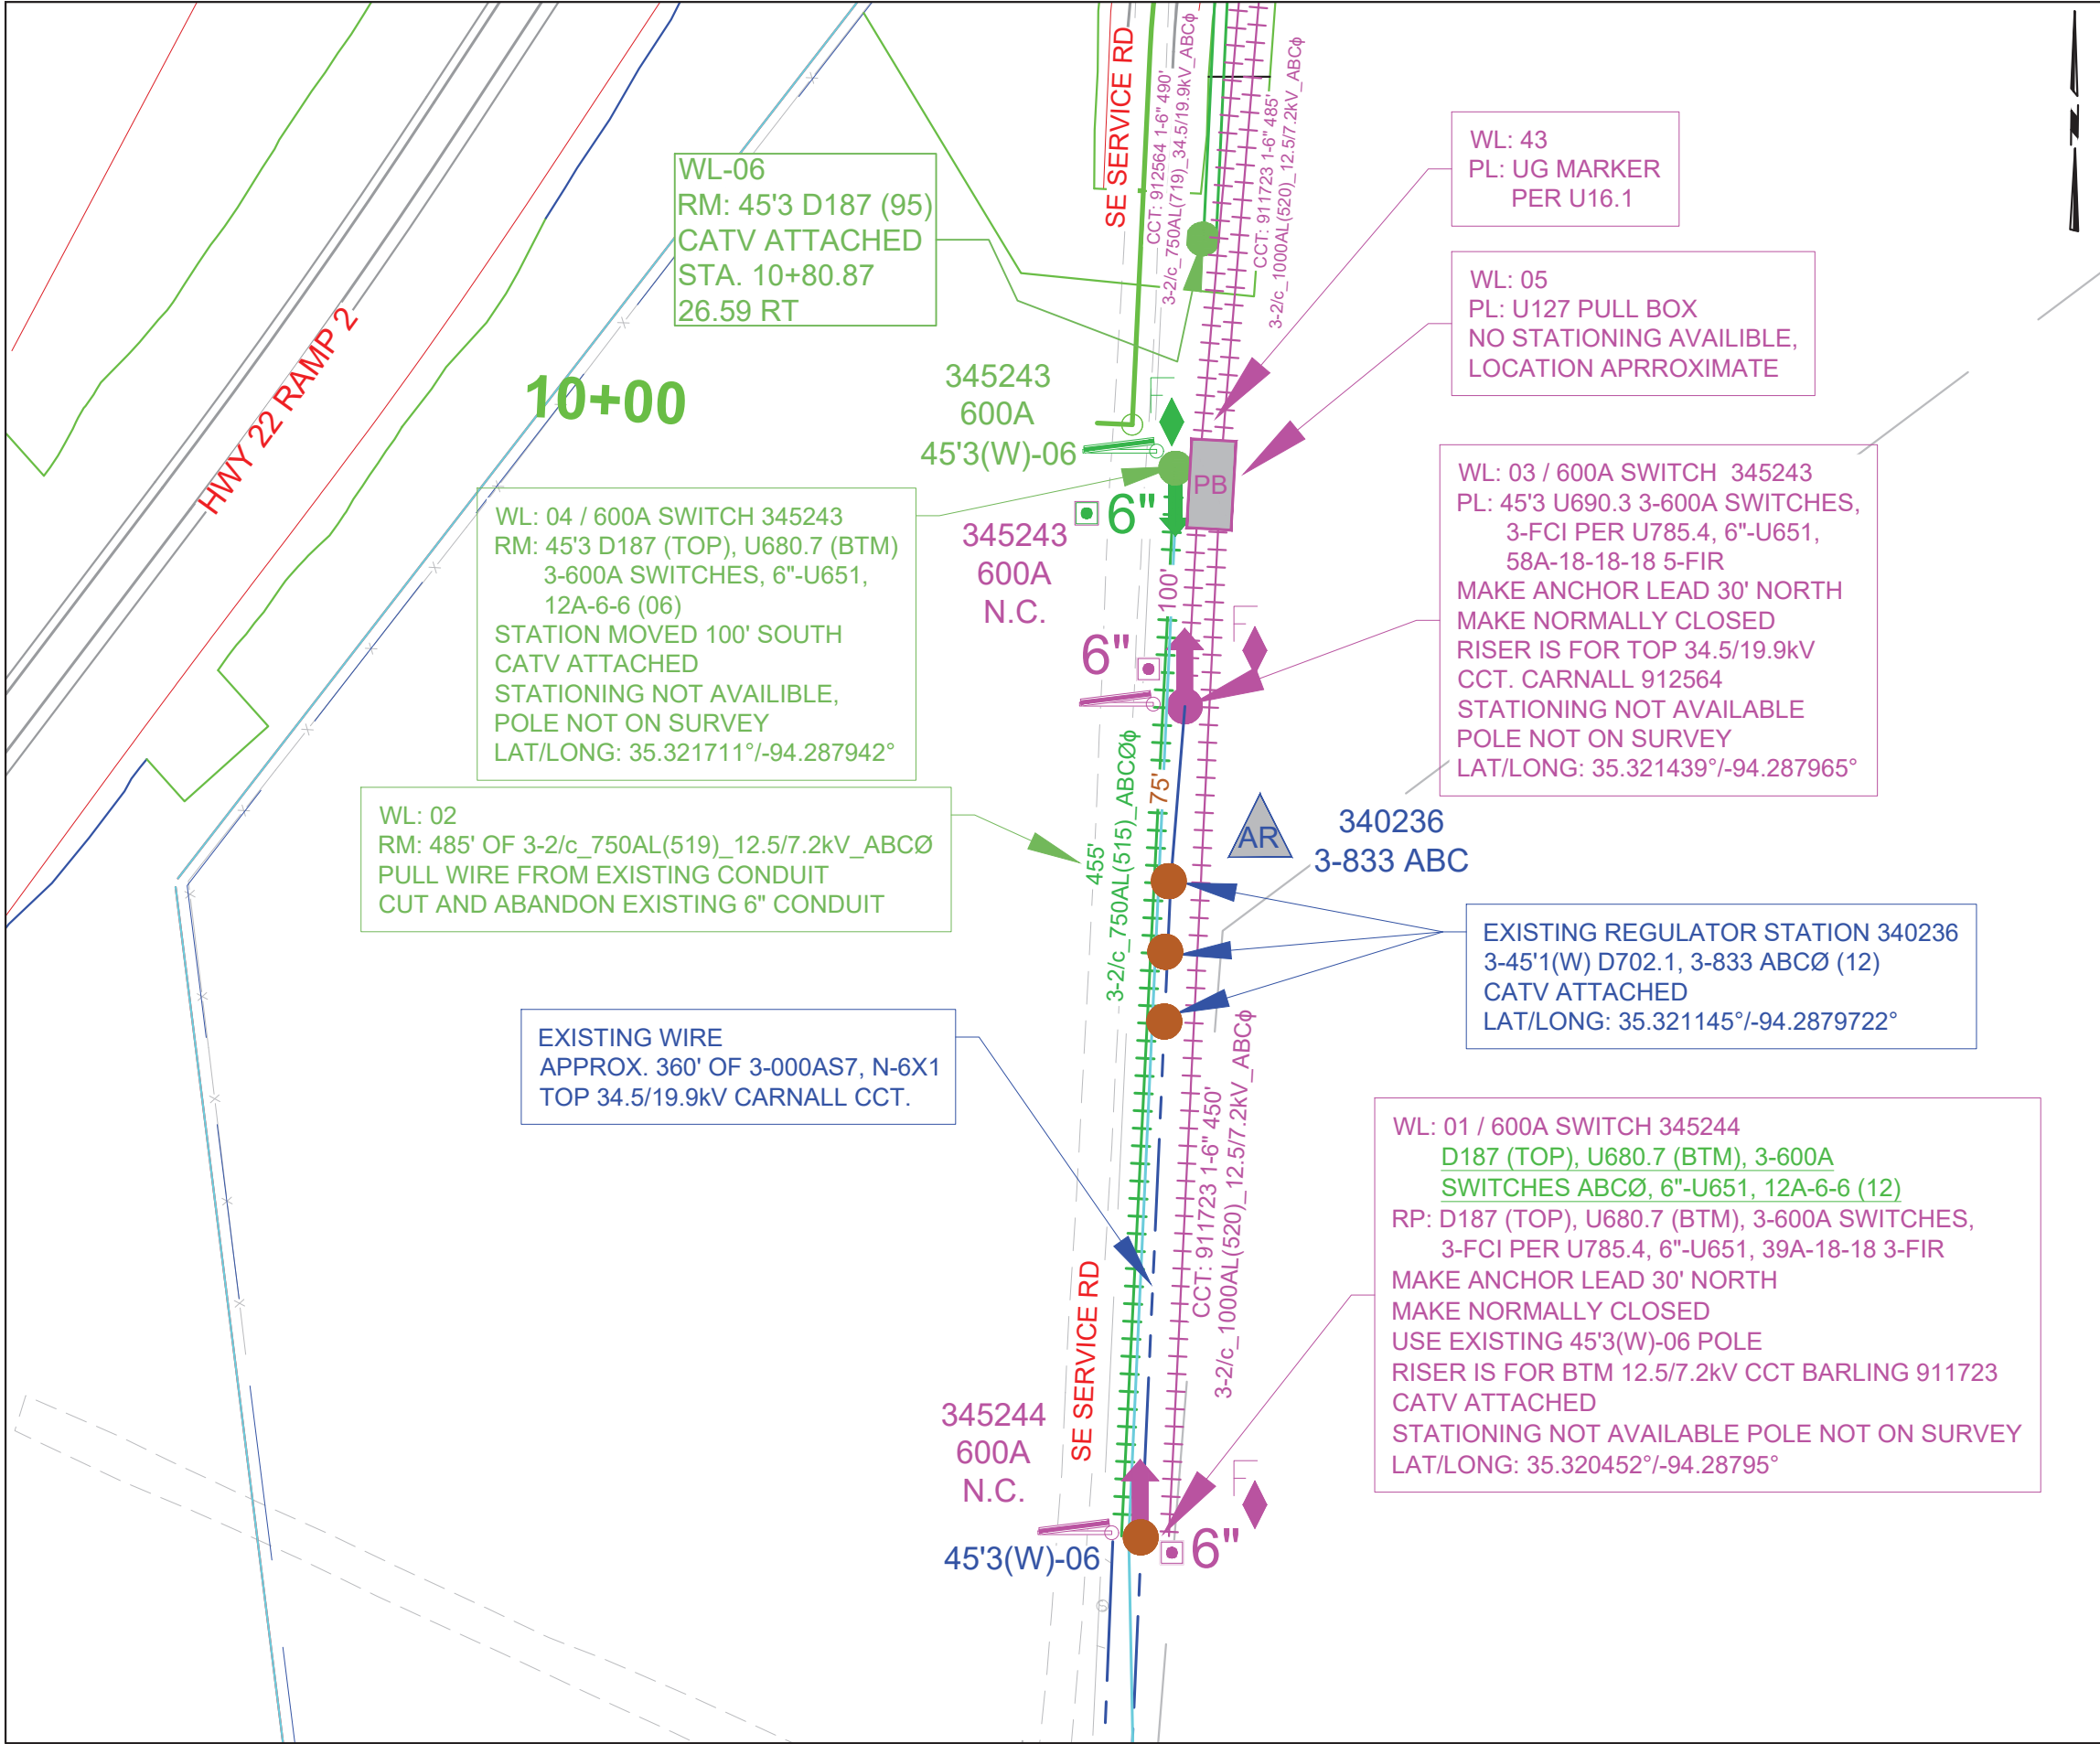 SE SERVICE RD
CCT: 912564 1-6" 490'
3-2/c_750AL(719)_34.5/19.9kV_ABCϕ
CCT: 911723 1-6" 485'
3-2/c_1000AL(520)_12.5/7.2kV_ABCϕ
N
WL-06
RM: 45'3 D187 (95)
CATV ATTACHED
STA. 10+80.87
26.59 RT
WL: 43
PL: UG MARKER
PER U16.1
WL: 05
PL: U127 PULL BOX
NO STATIONING AVAILIBLE,
LOCATION APRROXIMATE
HWY 22 RAMP 2
10+00
345243
600A
45'3(W)-06
PB
6"
345243
600A
N.C.
WL: 04 / 600A SWITCH 345243
RM: 45'3 D187 (TOP), U680.7 (BTM)
3-600A SWITCHES, 6"-U651,
12A-6-6 (06)
STATION MOVED 100' SOUTH
CATV ATTACHED
STATIONING NOT AVAILIBLE,
POLE NOT ON SURVEY
LAT/LONG: 35.321711°/-94.287942°
WL: 03 / 600A SWITCH 345243
PL: 45'3 U690.3 3-600A SWITCHES,
3-FCI PER U785.4, 6"-U651,
58A-18-18-18 5-FIR
MAKE ANCHOR LEAD 30' NORTH
MAKE NORMALLY CLOSED
RISER IS FOR TOP 34.5/19.9kV
CCT. CARNALL 912564
STATIONING NOT AVAILABLE
POLE NOT ON SURVEY
LAT/LONG: 35.321439°/-94.287965°
100'
6"
75'
WL: 02
RM: 485' OF 3-2/c_750AL(519)_12.5/7.2kV_ABCØ
PULL WIRE FROM EXISTING CONDUIT
CUT AND ABANDON EXISTING 6" CONDUIT
455'
3-2/c_750AL(515)_ABCØϕ
AR
340236
3-833 ABC
EXISTING REGULATOR STATION 340236
3-45'1(W) D702.1, 3-833 ABCØ (12)
CATV ATTACHED
LAT/LONG: 35.321145°/-94.2879722°
EXISTING WIRE
APPROX. 360' OF 3-000AS7, N-6X1
TOP 34.5/19.9kV CARNALL CCT.
CCT: 911723 1-6" 450'
3-2/c_1000AL(520)_12.5/7.2kV_ABCϕ
WL: 01 / 600A SWITCH 345244
D187 (TOP), U680.7 (BTM), 3-600A
SWITCHES ABCØ, 6"-U651, 12A-6-6 (12)
RP: D187 (TOP), U680.7 (BTM), 3-600A SWITCHES,
3-FCI PER U785.4, 6"-U651, 39A-18-18 3-FIR
MAKE ANCHOR LEAD 30' NORTH
MAKE NORMALLY CLOSED
USE EXISTING 45'3(W)-06 POLE
RISER IS FOR BTM 12.5/7.2kV CCT BARLING 911723
CATV ATTACHED
STATIONING NOT AVAILABLE POLE NOT ON SURVEY
LAT/LONG: 35.320452°/-94.28795°
SE SERVICE RD
345244
600A
N.C.
45'3(W)-06
6"
S